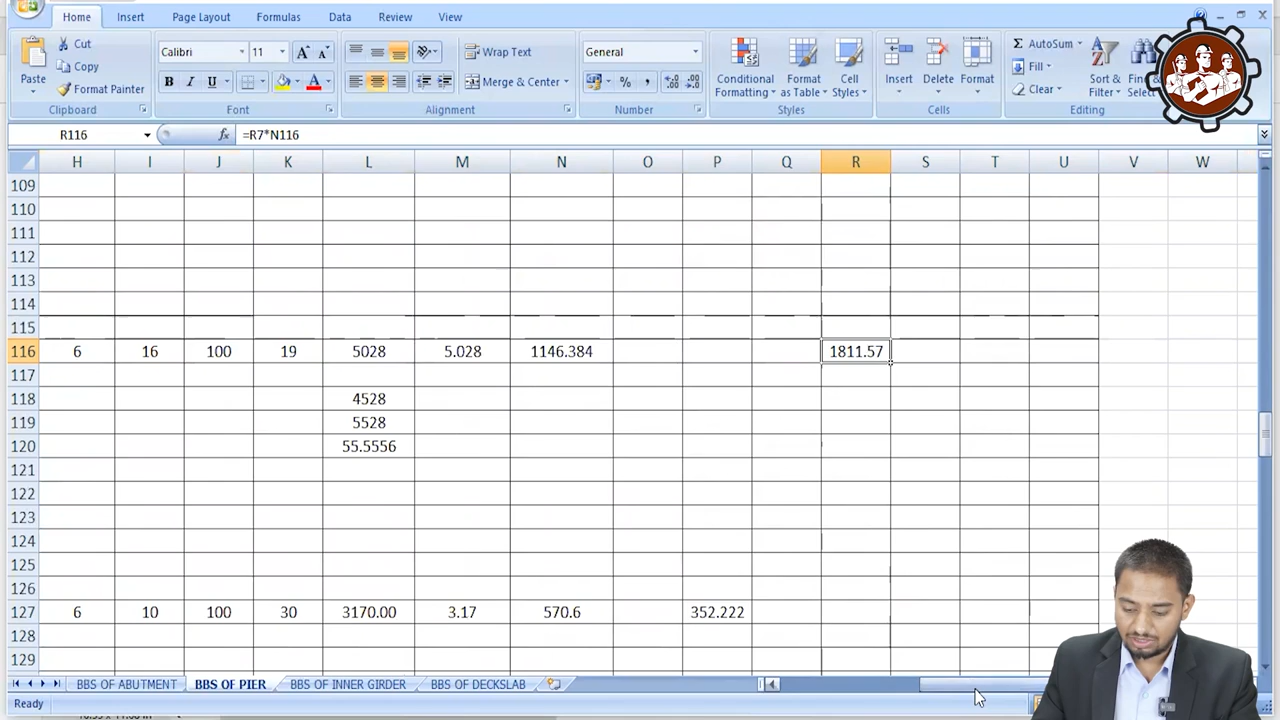 Home Insert Page Layout Formulas Data Review View
Cut
Copy
Format Painter
Paste
Clipboard
Calibri 11
B I U
Font
Wrap Text
Merge & Center
Alignment
General
Number
Conditional Formatting
Format as Table
Cell Styles
Styles
Insert Delete Format
Cells
AutoSum
Fill
Clear
Sort & Filter
Editing
R116 fx =R7*N116
H I J K L M N O P Q R S T U V W
109
110
111
112
113
114
115
116 6 16 100 19 5028 5.028 1146.384 1811.57
117
118 4528
119 5528
120 55.5556
121
122
123
124
125
126
127 6 10 100 30 3170.00 3.17 570.6 352.222
128
129
BBS OF ABUTMENT BBS OF PIER BBS OF INNER GIRDER BBS OF DECKSLAB
Ready